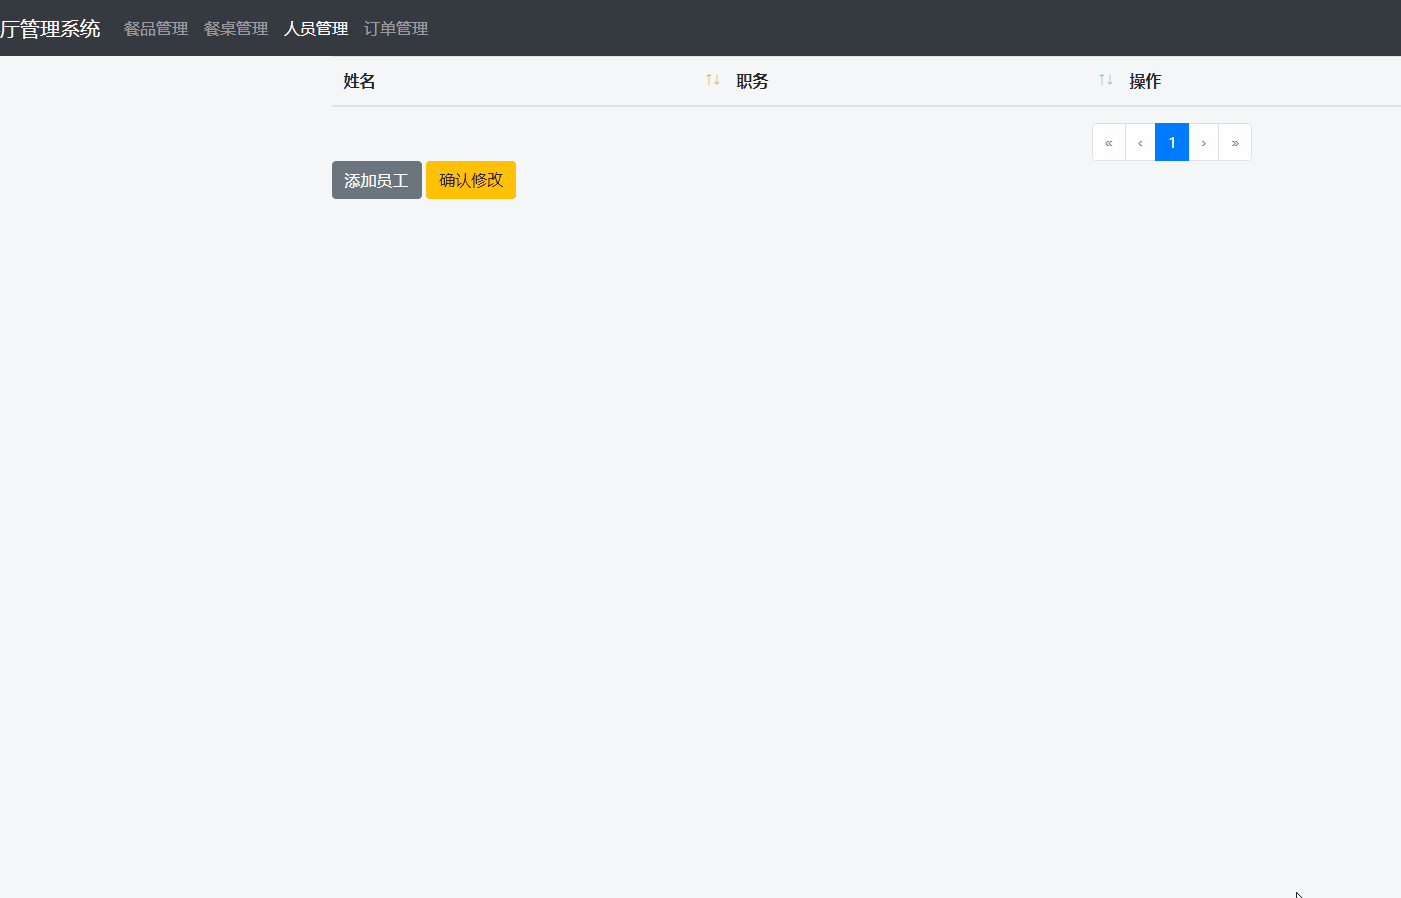 厅管理系统 餐品管理 餐桌管理 人员管理 订单管理
姓名 ↑↓ 职务 ↑↓ 操作
« ‹ 1 › »
添加员工 确认修改